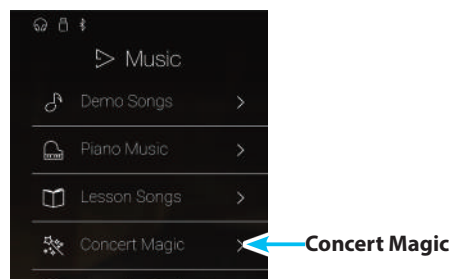 Music
Demo Songs
Piano Music
Lesson Songs
Concert Magic
Concert Magic